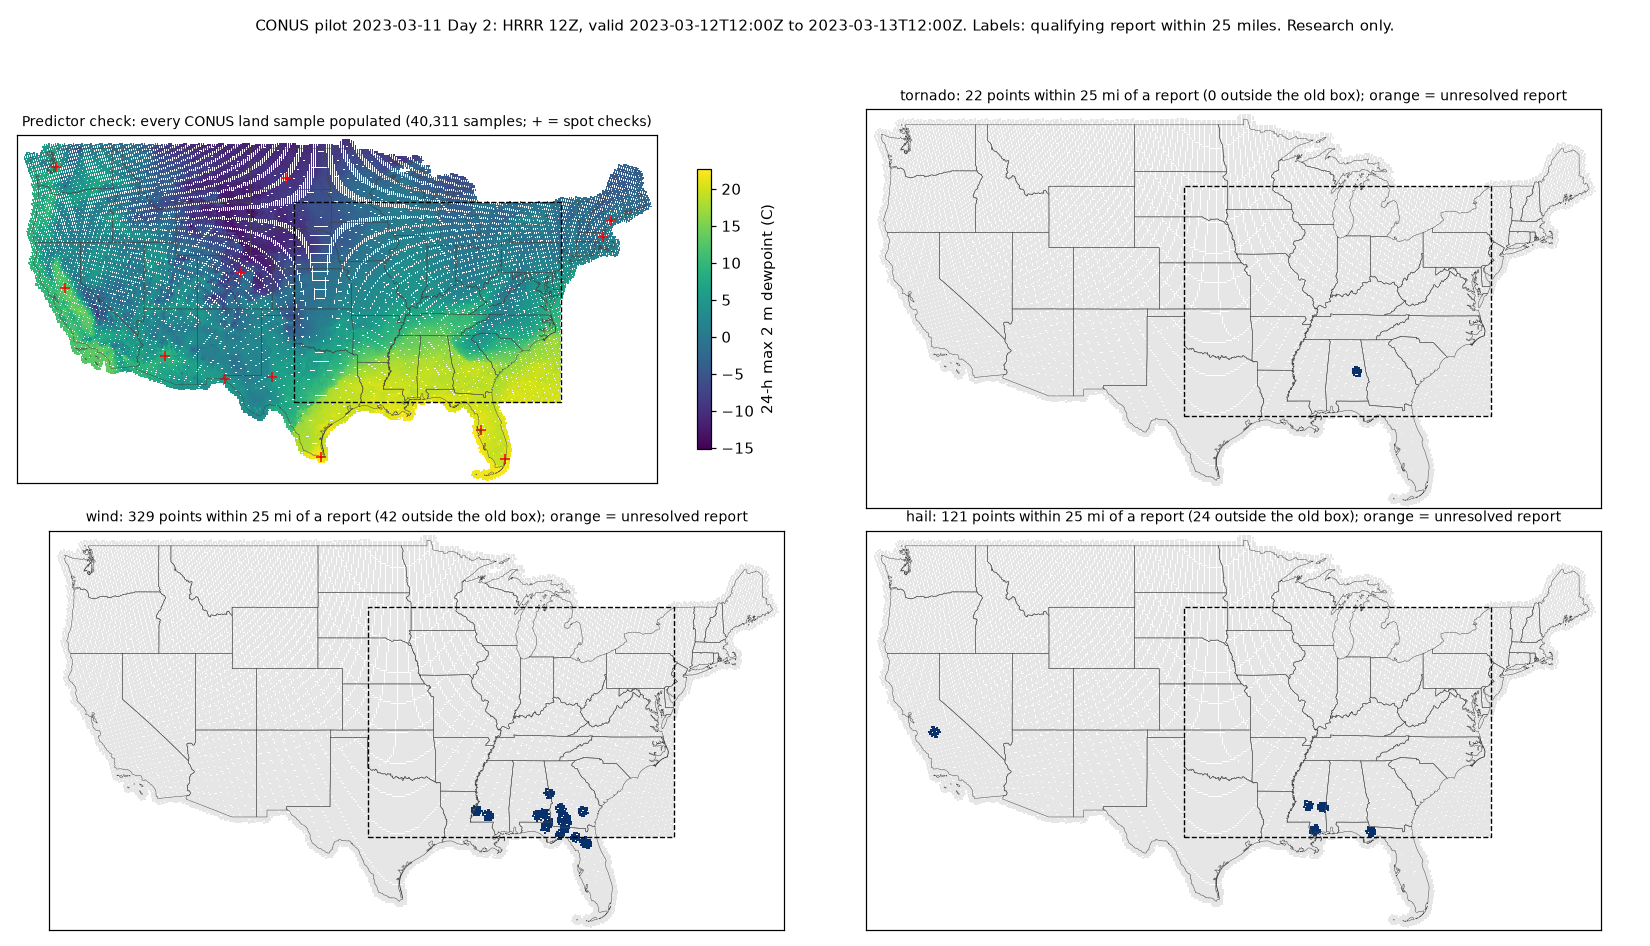 CONUS pilot 2023-03-11 Day 2: HRRR 12Z, valid 2023-03-12T12:00Z to 2023-03-13T12:00Z. Labels: qualifying report within 25 miles. Research only.
Predictor check: every CONUS land sample populated (40,311 samples; + = spot checks)
20
15
10
5
0
−5
−10
−15
24-h max 2 m dewpoint (C)
tornado: 22 points within 25 mi of a report (0 outside the old box); orange = unresolved report
wind: 329 points within 25 mi of a report (42 outside the old box); orange = unresolved report
hail: 121 points within 25 mi of a report (24 outside the old box); orange = unresolved report